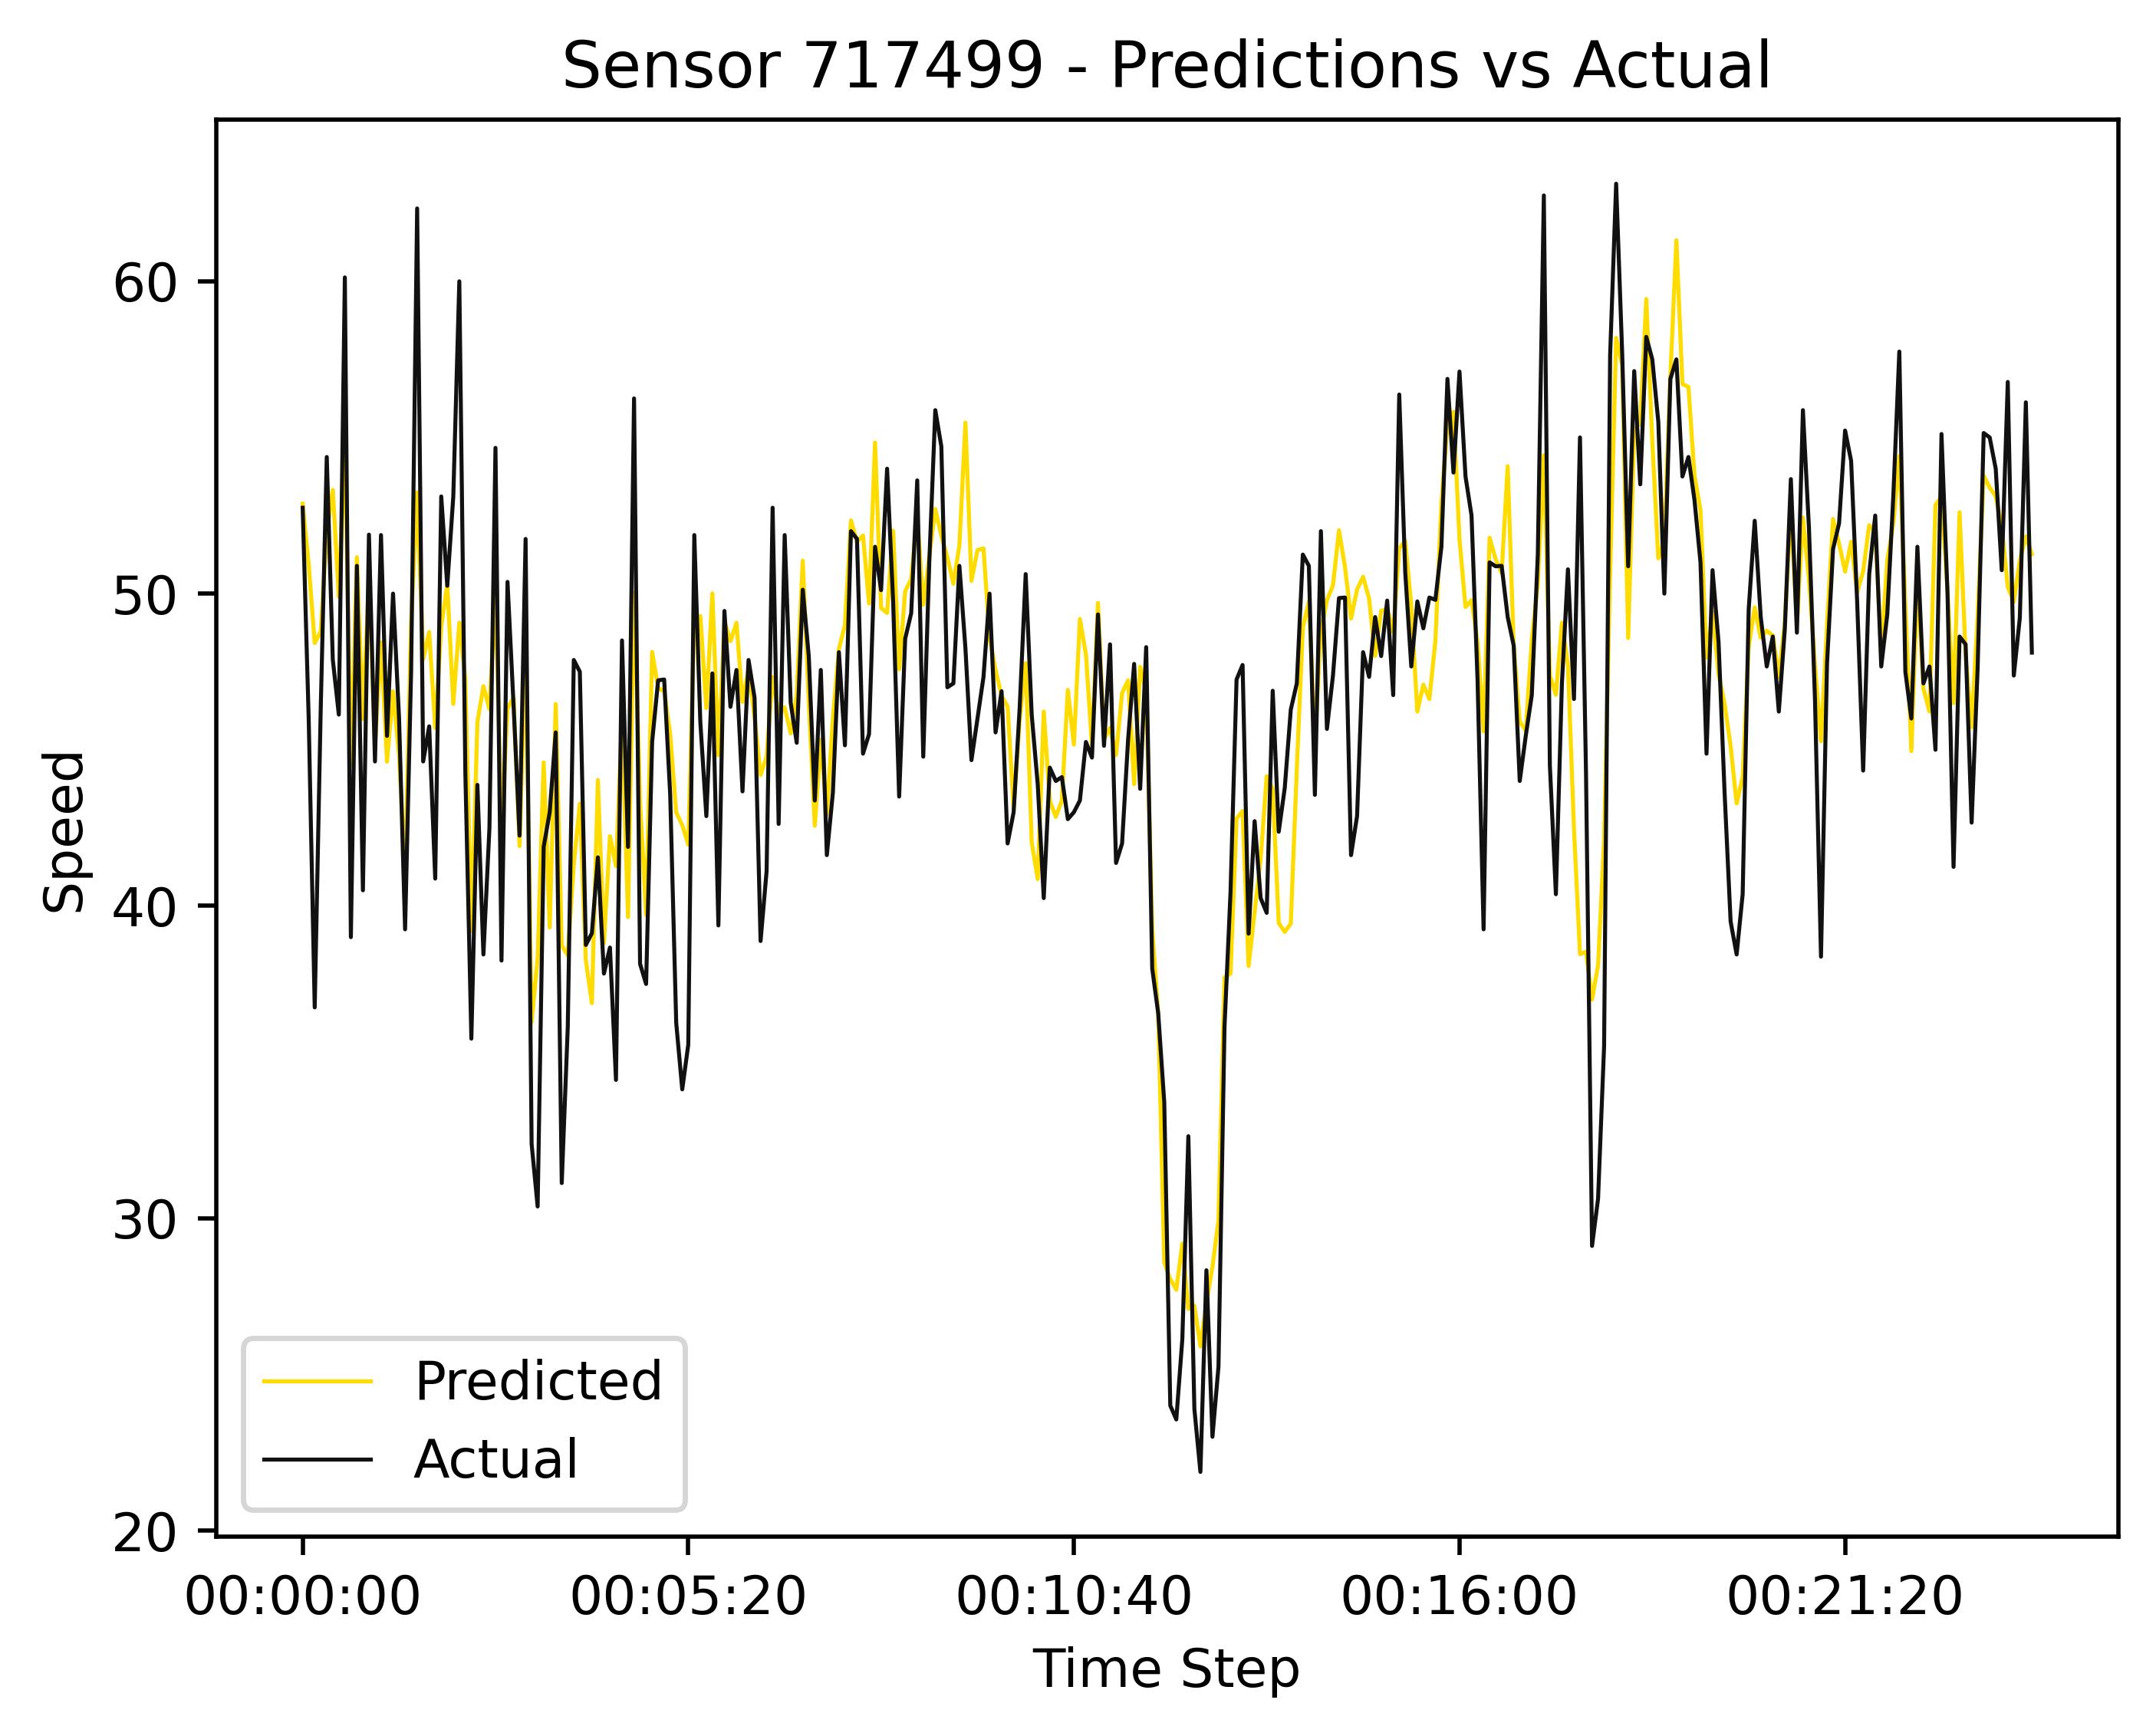 Sensor 717499 - Predictions vs Actual
60
50
40
30
20
Speed
Predicted
Actual
00:00:00 00:05:20 00:10:40 00:16:00 00:21:20
Time Step